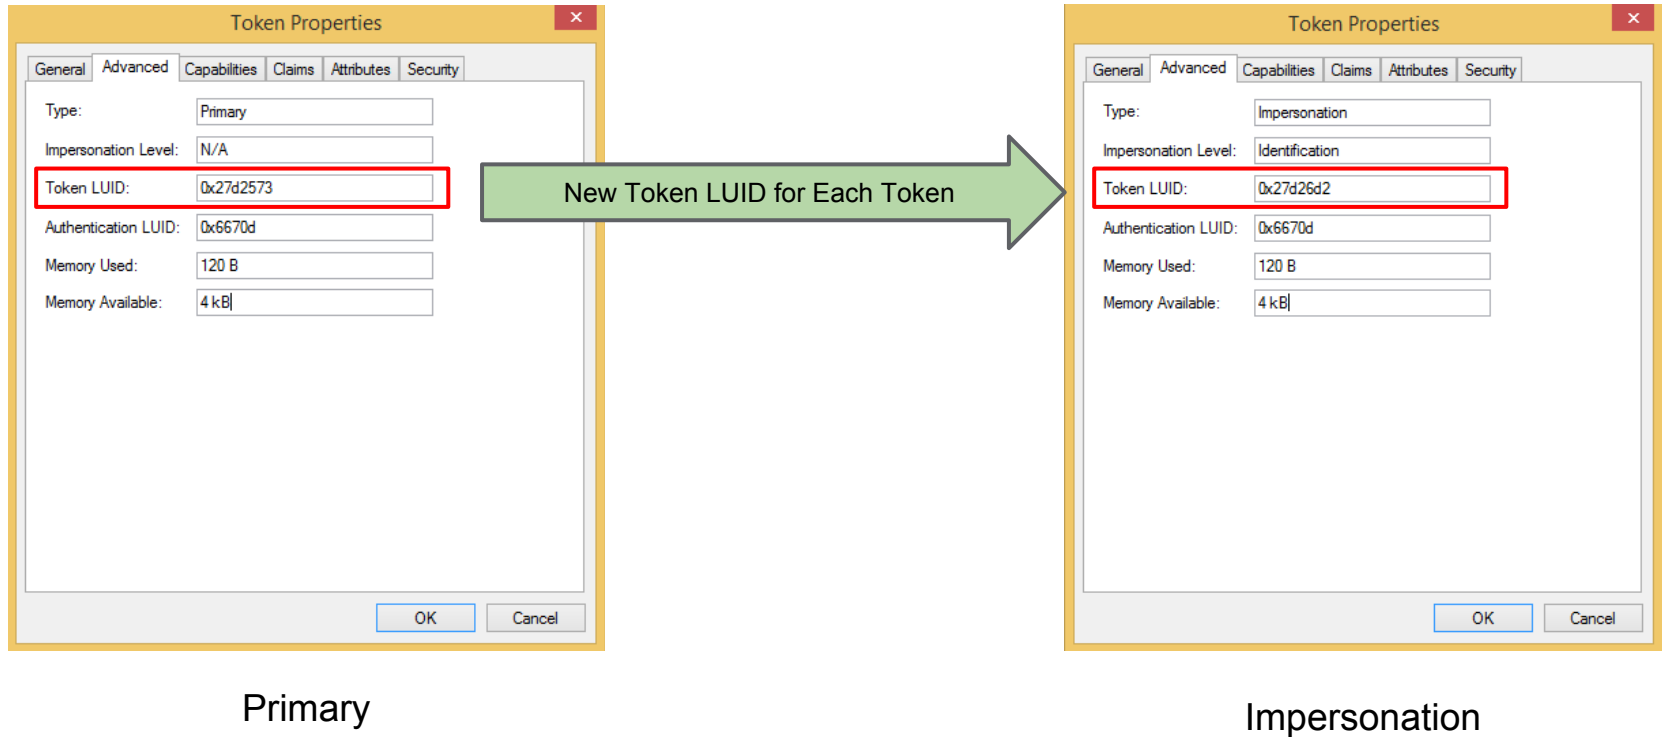 Token Properties
×
General Advanced Capabilities Claims Attributes Security
Type: Primary
Impersonation Level: N/A
Token LUID: 0x27d2573
Authentication LUID: 0x6670d
Memory Used: 120 B
Memory Available: 4 kB
OK Cancel
Primary
New Token LUID for Each Token
Token Properties
×
General Advanced Capabilities Claims Attributes Security
Type: Impersonation
Impersonation Level: Identification
Token LUID: 0x27d26d2
Authentication LUID: 0x6670d
Memory Used: 120 B
Memory Available: 4 kB
OK Cancel
Impersonation